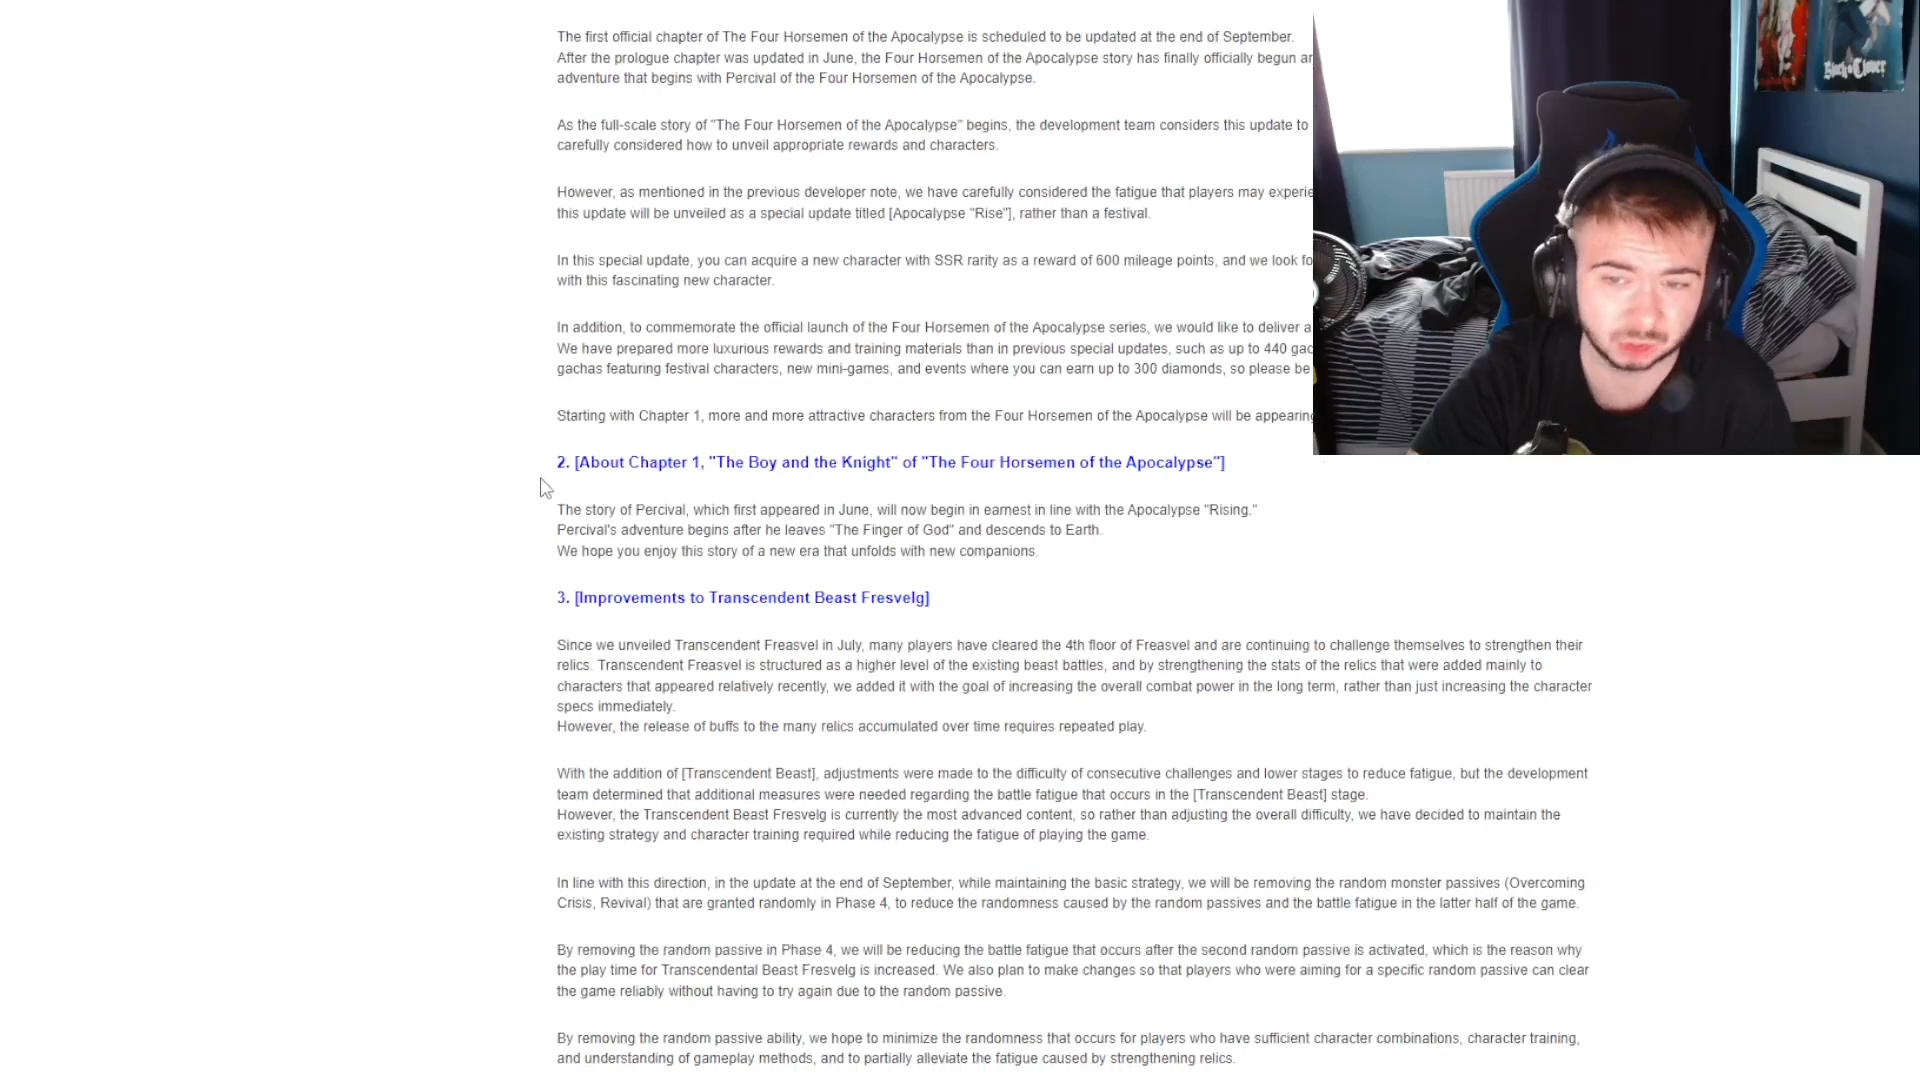 The first official chapter of The Four Horsemen of the Apocalypse is scheduled to be updated at the end of September.
After the prologue chapter was updated in June, the Four Horsemen of the Apocalypse story has finally officially begun
adventure that begins with Percival of the Four Horsemen of the Apocalypse.
As the full-scale story of "The Four Horsemen of the Apocalypse" begins, the development team considers this update to
carefully considered how to unveil appropriate rewards and characters.
However, as mentioned in the previous developer note, we have carefully considered the fatigue that players may
this update will be unveiled as a special update titled [Apocalypse "Rise"], rather than a festival.
In this special update, you can acquire a new character with SSR rarity as a reward of 600 mileage points, and we look
with this fascinating new character.
In addition, to commemorate the official launch of the Four Horsemen of the Apocalypse series, we would like to deliver a
We have prepared more luxurious rewards and training materials than in previous special updates, such as up to 440
gachas featuring festival characters, new mini-games, and events where you can earn up to 300 diamonds, so please be
Starting with Chapter 1, more and more attractive characters from the Four Horsemen of the Apocalypse will be appearing
2. [About Chapter 1, "The Boy and the Knight" of "The Four Horsemen of the Apocalypse"]
The story of Percival, which first appeared in June, will now begin in earnest in line with the Apocalypse "Rising."
Percival's adventure begins after he leaves "The Finger of God" and descends to Earth.
We hope you enjoy this story of a new era that unfolds with new companions.
3. [Improvements to Transcendent Beast Fresvelg]
Since we unveiled Transcendent Freasvel in July, many players have cleared the 4th floor of Freasvel and are continuing to challenge themselves to strengthen their
relics. Transcendent Freasvel is structured as a higher level of the existing beast battles, and by strengthening the stats of the relics that were added mainly to
characters that appeared relatively recently, we added it with the goal of increasing the overall combat power in the long term, rather than just increasing the character
specs immediately.
However, the release of buffs to the many relics accumulated over time requires repeated play.
With the addition of [Transcendent Beast], adjustments were made to the difficulty of consecutive challenges and lower stages to reduce fatigue, but the development
team determined that additional measures were needed regarding the battle fatigue that occurs in the [Transcendent Beast] stage.
However, the Transcendent Beast Fresvelg is currently the most advanced content, so rather than adjusting the overall difficulty, we have decided to maintain the
existing strategy and character training required while reducing the fatigue of playing the game.
In line with this direction, in the update at the end of September, while maintaining the basic strategy, we will be removing the random monster passives (Overcoming
Crisis, Revival) that are granted randomly in Phase 4, to reduce the randomness caused by the random passives and the battle fatigue in the latter half of the game.
By removing the random passive in Phase 4, we will be reducing the battle fatigue that occurs after the second random passive is activated, which is the reason why
the play time for Transcendental Beast Fresvelg is increased. We also plan to make changes so that players who were aiming for a specific random passive can clear
the game reliably without having to try again due to the random passive.
By removing the random passive ability, we hope to minimize the randomness that occurs for players who have sufficient character combinations, character training,
and understanding of gameplay methods, and to partially alleviate the fatigue caused by strengthening relics.
Black Clover